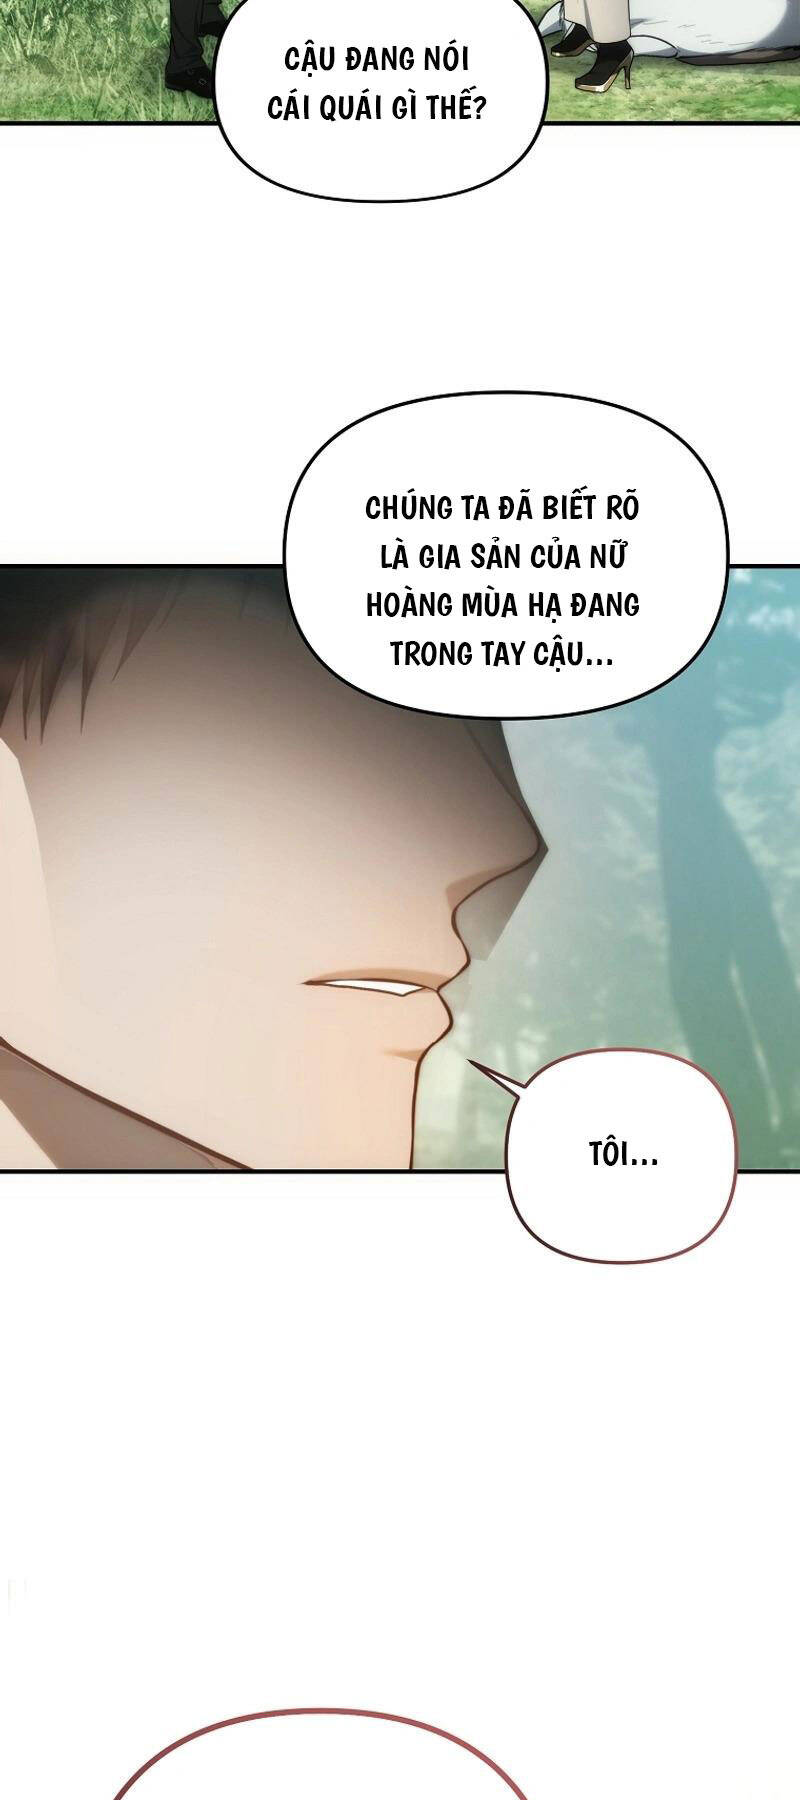 CẬU ĐANG NÓI
CÁI QUÁI GÌ THẾ?
CHÚNG TA ĐÃ BIẾT RÕ
LÀ GIA SẢN CỦA NỮ
HOÀNG MÙA HẠ ĐANG
TRONG TAY CẬU...
TÔI...